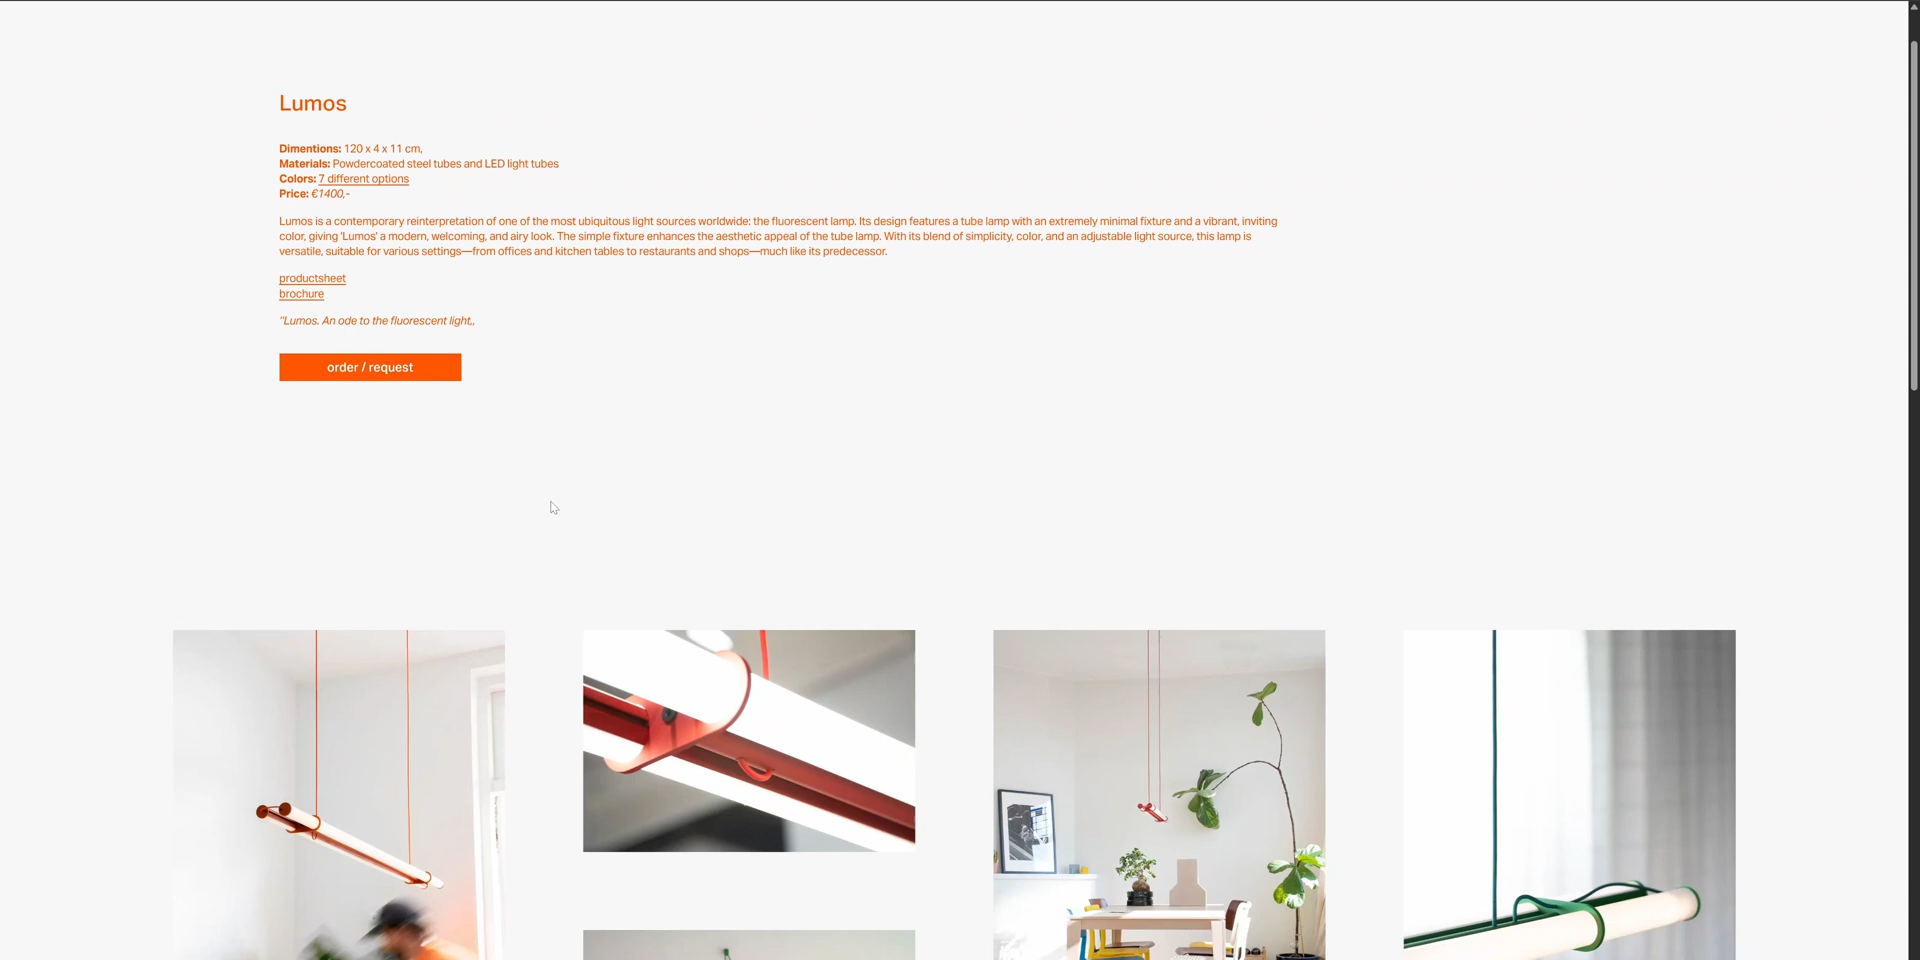 Lumos
Dimentions: 120 x 4 x 11 cm,
Materials: Powdercoated steel tubes and LED light tubes
Colors: 7 different options
Price: €1400,-
Lumos is a contemporary reinterpretation of one of the most ubiquitous light sources worldwide: the fluorescent lamp. Its design features a tube lamp with an extremely minimal fixture and a vibrant, inviting
color, giving 'Lumos' a modern, welcoming, and airy look. The simple fixture enhances the aesthetic appeal of the tube lamp. With its blend of simplicity, color, and an adjustable light source, this lamp is
versatile, suitable for various settings—from offices and kitchen tables to restaurants and shops—much like its predecessor.
productsheet
brochure
"Lumos. An ode to the fluorescent light,,
order / request